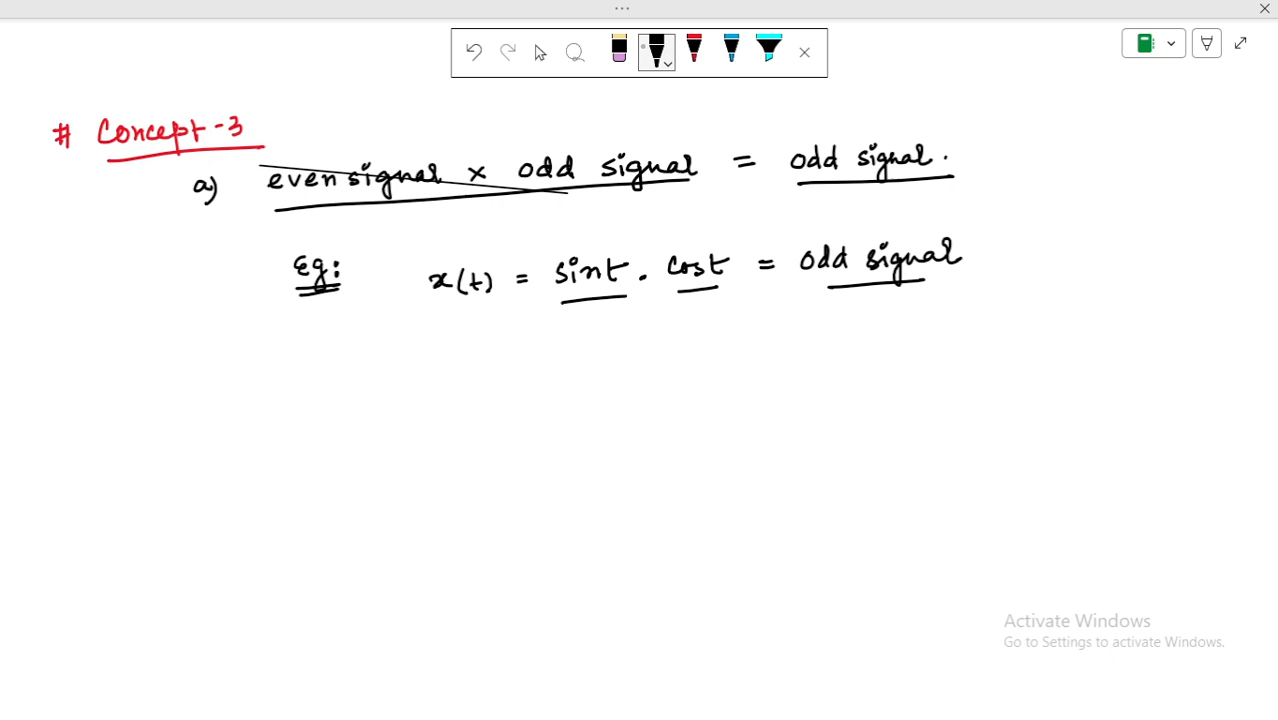 # Concept-3
a) even signal x odd signal = odd signal.
Eg: x(t) = sint . cost = odd signal
Activate Windows
Go to Settings to activate Windows.